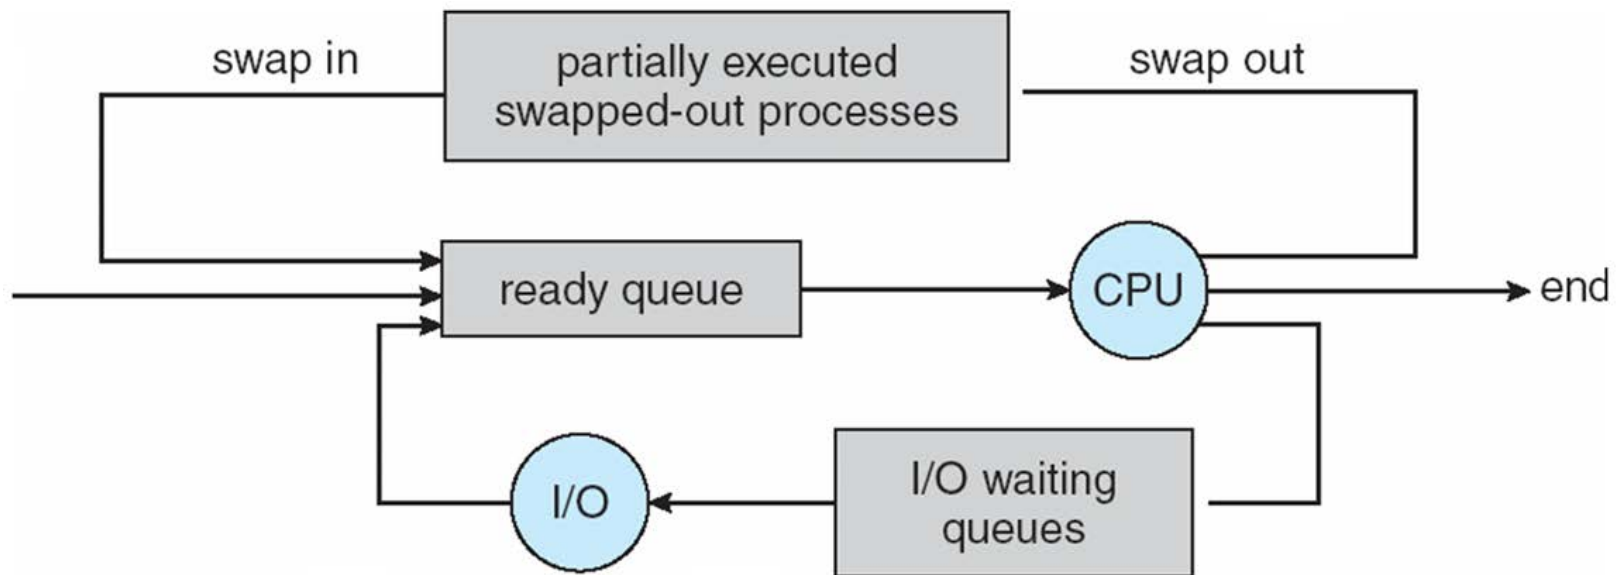 swap in
partially executed
swapped-out processes
swap out
ready queue
CPU
end
I/O
I/O waiting
queues